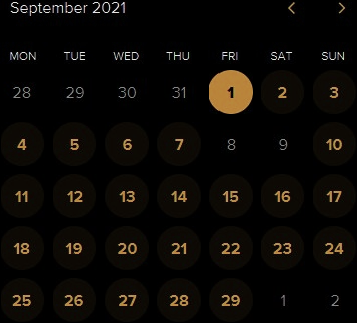 September 2021
MON TUE WED THU FRI SAT SUN
28 29 30 31 1 2 3
4 5 6 7 8 9 10
11 12 13 14 15 16 17
18 19 20 21 22 23 24
25 26 27 28 29 1 2